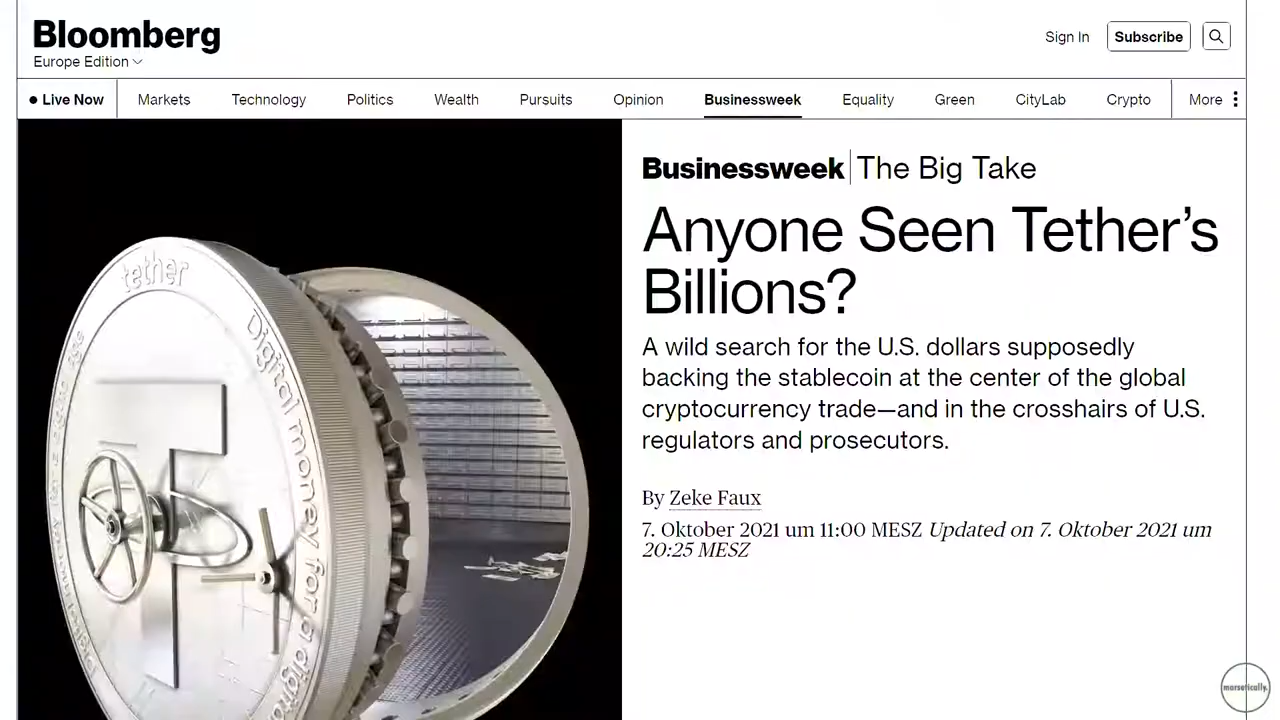 Bloomberg
Europe Edition
Sign In
Subscribe
Live Now
Markets
Technology
Politics
Wealth
Pursuits
Opinion
Businessweek
Equality
Green
CityLab
Crypto
More
Businessweek | The Big Take
Anyone Seen Tether’s
Billions?
A wild search for the U.S. dollars supposedly
backing the stablecoin at the center of the global
cryptocurrency trade—and in the crosshairs of U.S.
regulators and prosecutors.
By Zeke Faux
7. Oktober 2021 um 11:00 MESZ Updated on 7. Oktober 2021 um
20:25 MESZ
tether
Digital money for a digital
marsetically.